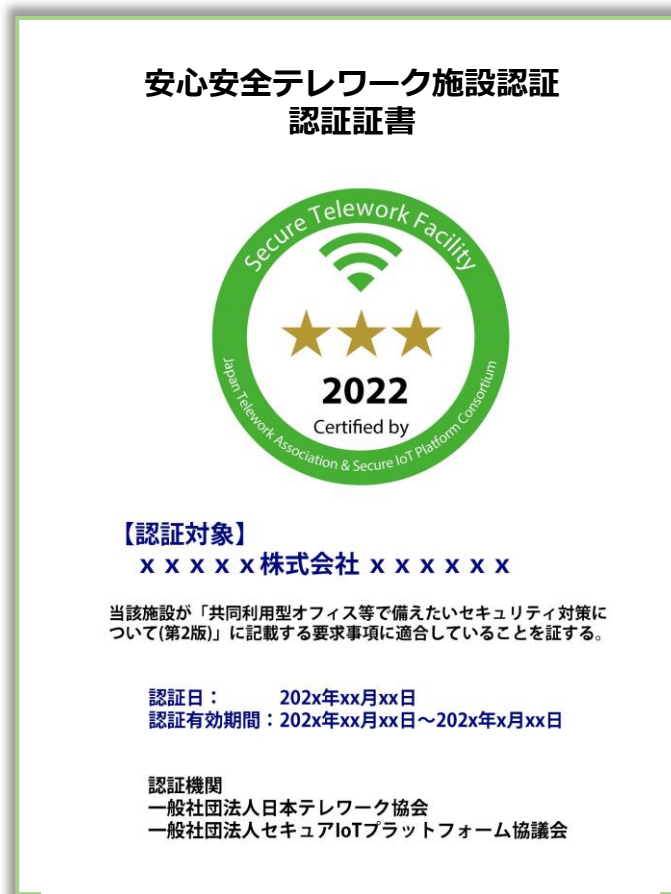 安心安全テレワーク施設認証
認証証書
Secure Telework Facility
2022
Certified by
Japan Telework Association & Secure IoT Platform Consortium
【認証対象】
ｘｘｘｘｘ株式会社 ｘｘｘｘｘｘ
当該施設が「共同利用型オフィス等で備えたいセキュリティ対策に
ついて(第2版)」に記載する要求事項に適合していることを証する。
認証日： 202x年xx月xx日
認証有効期間：202x年xx月xx日～202x年x月xx日
認証機関
一般社団法人日本テレワーク協会
一般社団法人セキュアIoTプラットフォーム協議会